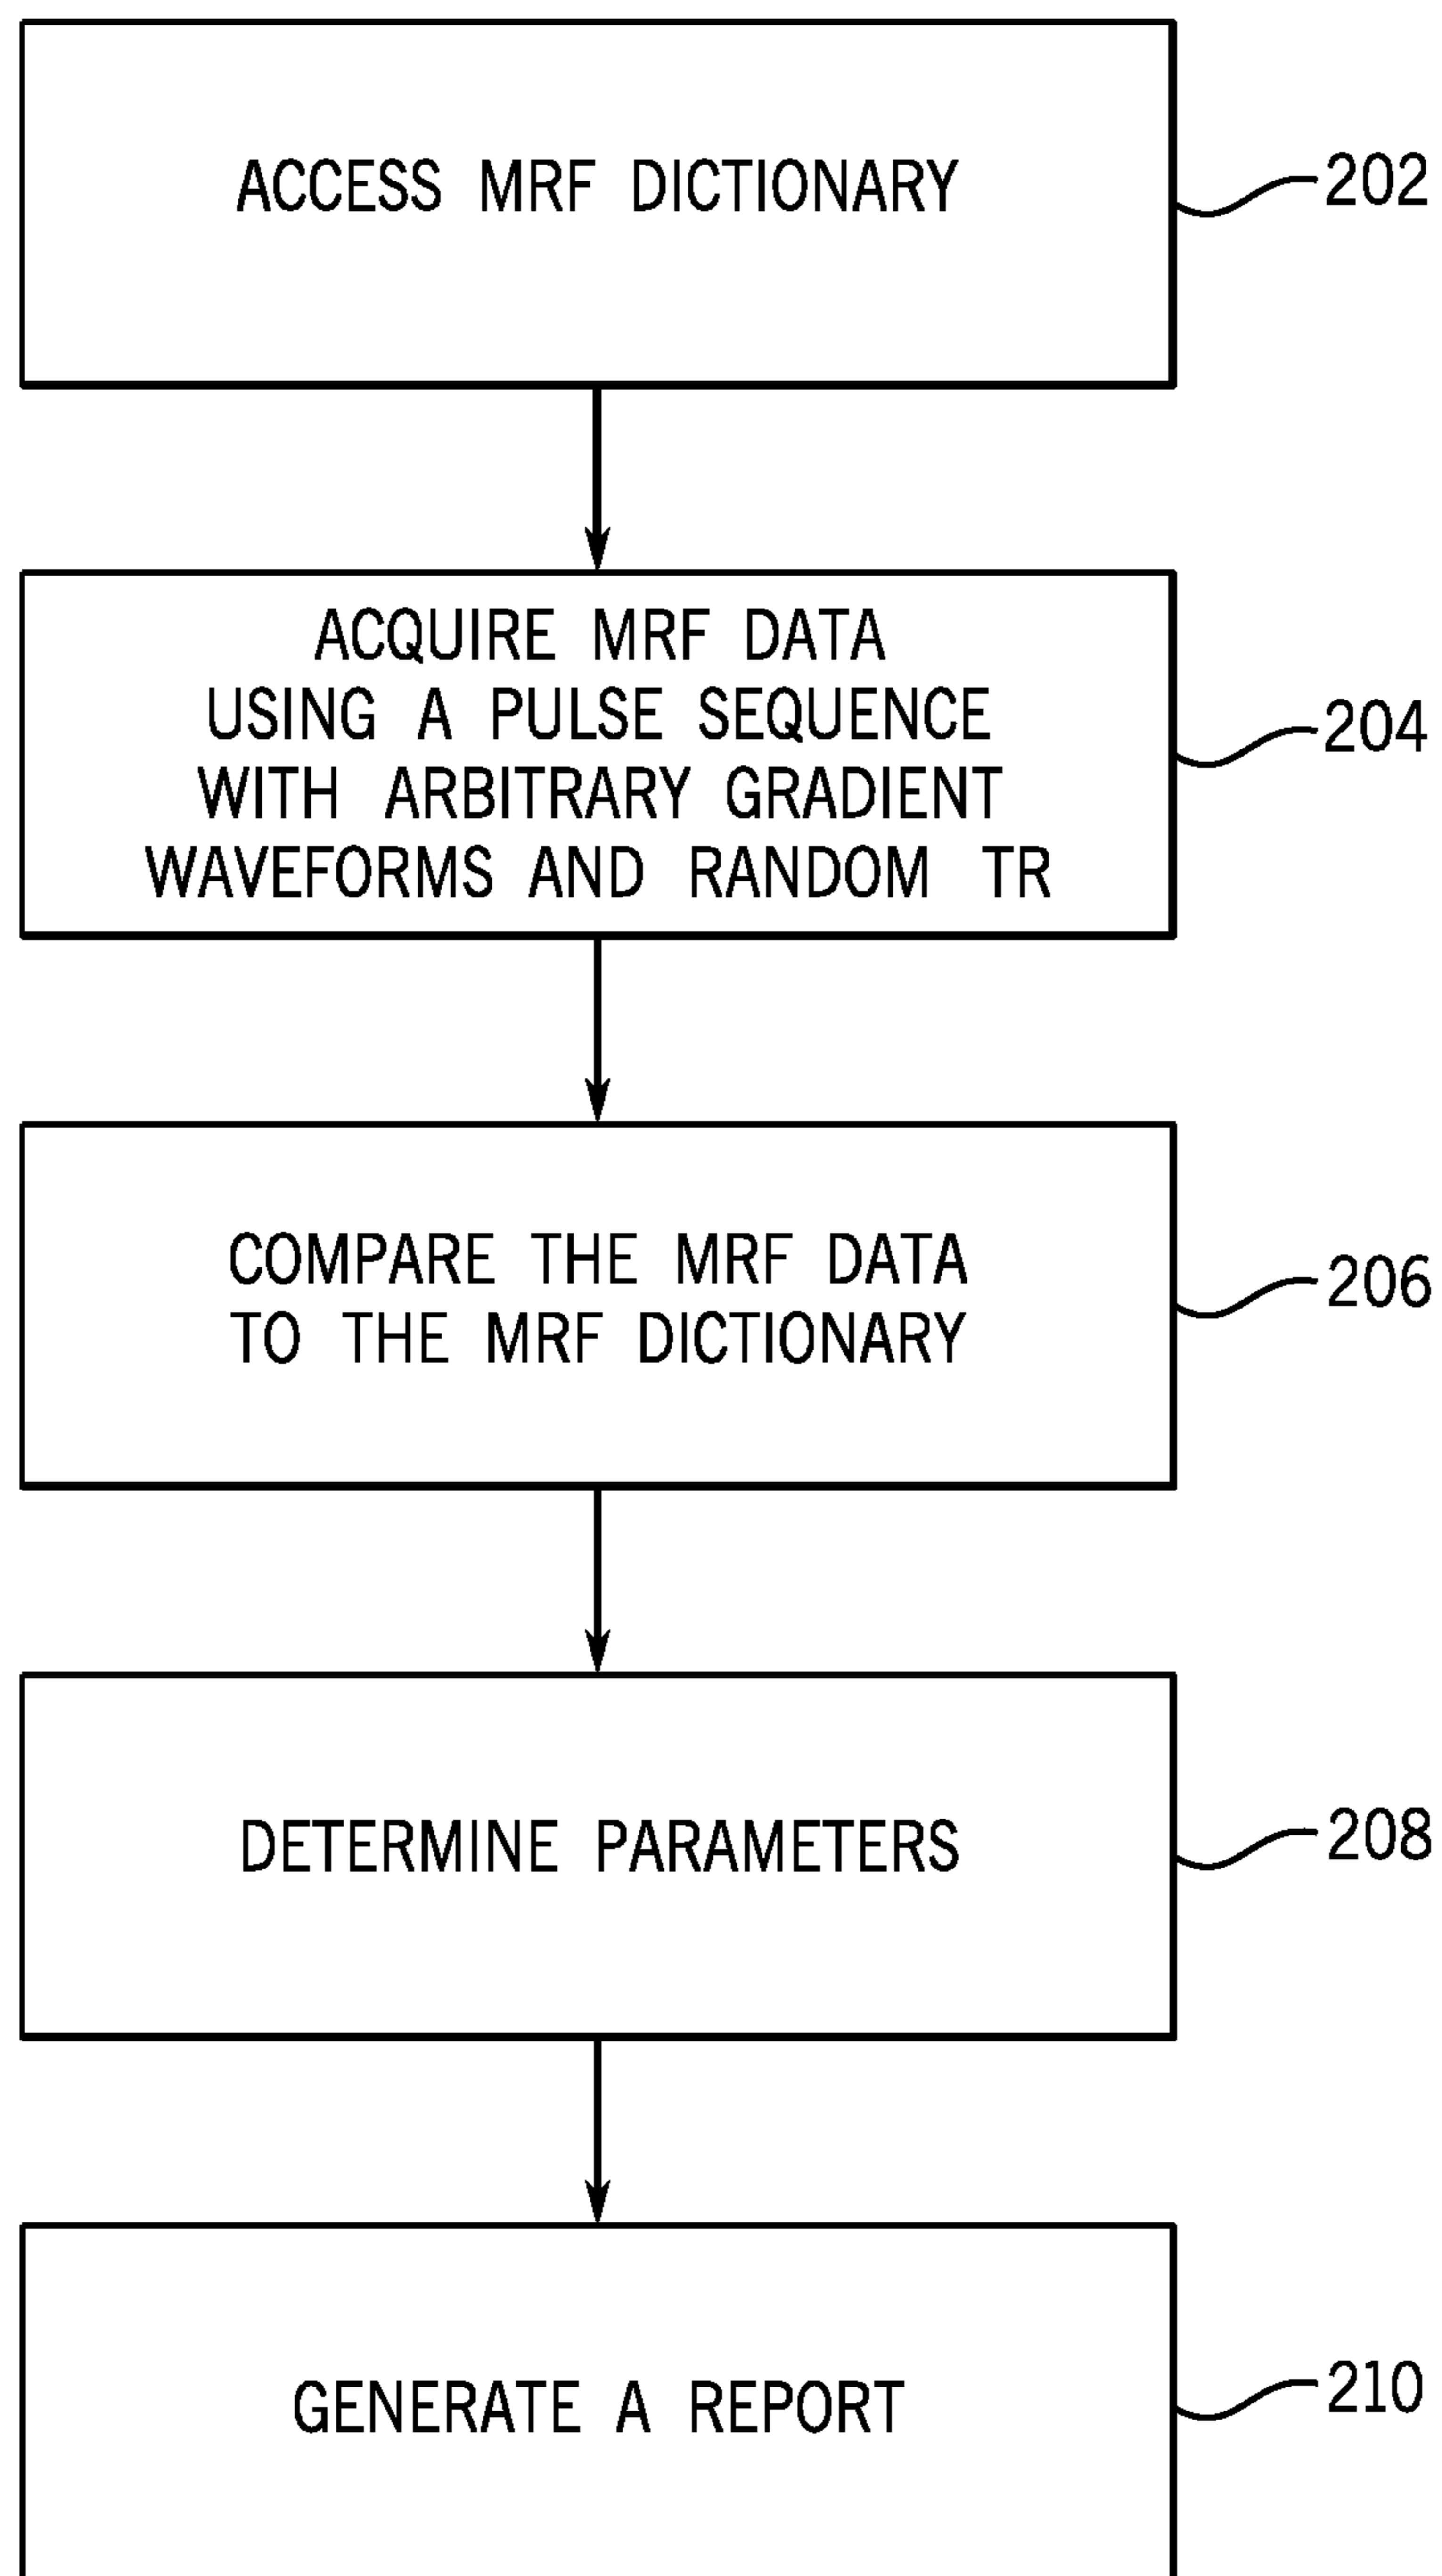 ACCESS MRF DICTIONARY
202
ACQUIRE MRF DATA
USING A PULSE SEQUENCE
WITH ARBITRARY GRADIENT
WAVEFORMS AND RANDOM TR
204
COMPARE THE MRF DATA
TO THE MRF DICTIONARY
206
DETERMINE PARAMETERS
208
GENERATE A REPORT
210